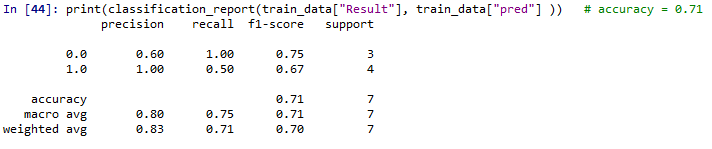 In [44]: print(classification_report(train_data["Result"], train_data["pred"] ))   # accuracy = 0.71
              precision    recall  f1-score   support

         0.0       0.60      1.00      0.75         3
         1.0       1.00      0.50      0.67         4

    accuracy                           0.71         7
   macro avg       0.80      0.75      0.71         7
weighted avg       0.83      0.71      0.70         7